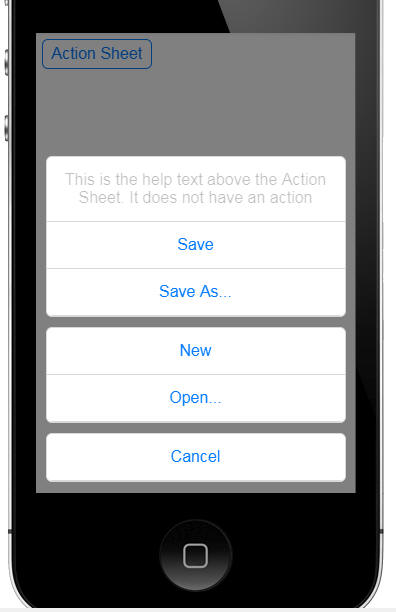 Action Sheet
This is the help text above the Action
Sheet. It does not have an action
Save
Save As...
New
Open...
Cancel